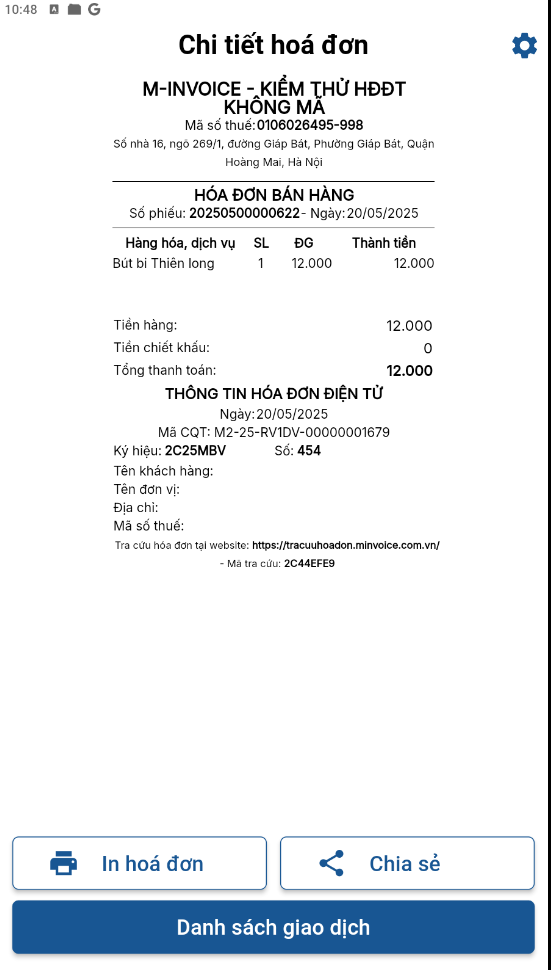 10:48
Chi tiết hoá đơn
M-INVOICE - KIỂM THỬ HĐĐT
KHÔNG MÃ
Mã số thuế:0106026495-998
Số nhà 16, ngõ 269/1, đường Giáp Bát, Phường Giáp Bát, Quận
Hoàng Mai, Hà Nội
HÓA ĐƠN BÁN HÀNG
Số phiếu: 20250500000622- Ngày:20/05/2025
Hàng hóa, dịch vụ SL ĐG Thành tiền
Bút bi Thiên long 1 12.000 12.000
Tiền hàng: 12.000
Tiền chiết khấu: 0
Tổng thanh toán: 12.000
THÔNG TIN HÓA ĐƠN ĐIỆN TỬ
Ngày:20/05/2025
Mã CQT: M2-25-RV1DV-00000001679
Ký hiệu: 2C25MBV Số: 454
Tên khách hàng:
Tên đơn vị:
Địa chỉ:
Mã số thuế:
Tra cứu hóa đơn tại website: https://tracuuhoadon.minvoice.com.vn/
- Mã tra cứu: 2C44EFE9
In hoá đơn
Chia sẻ
Danh sách giao dịch